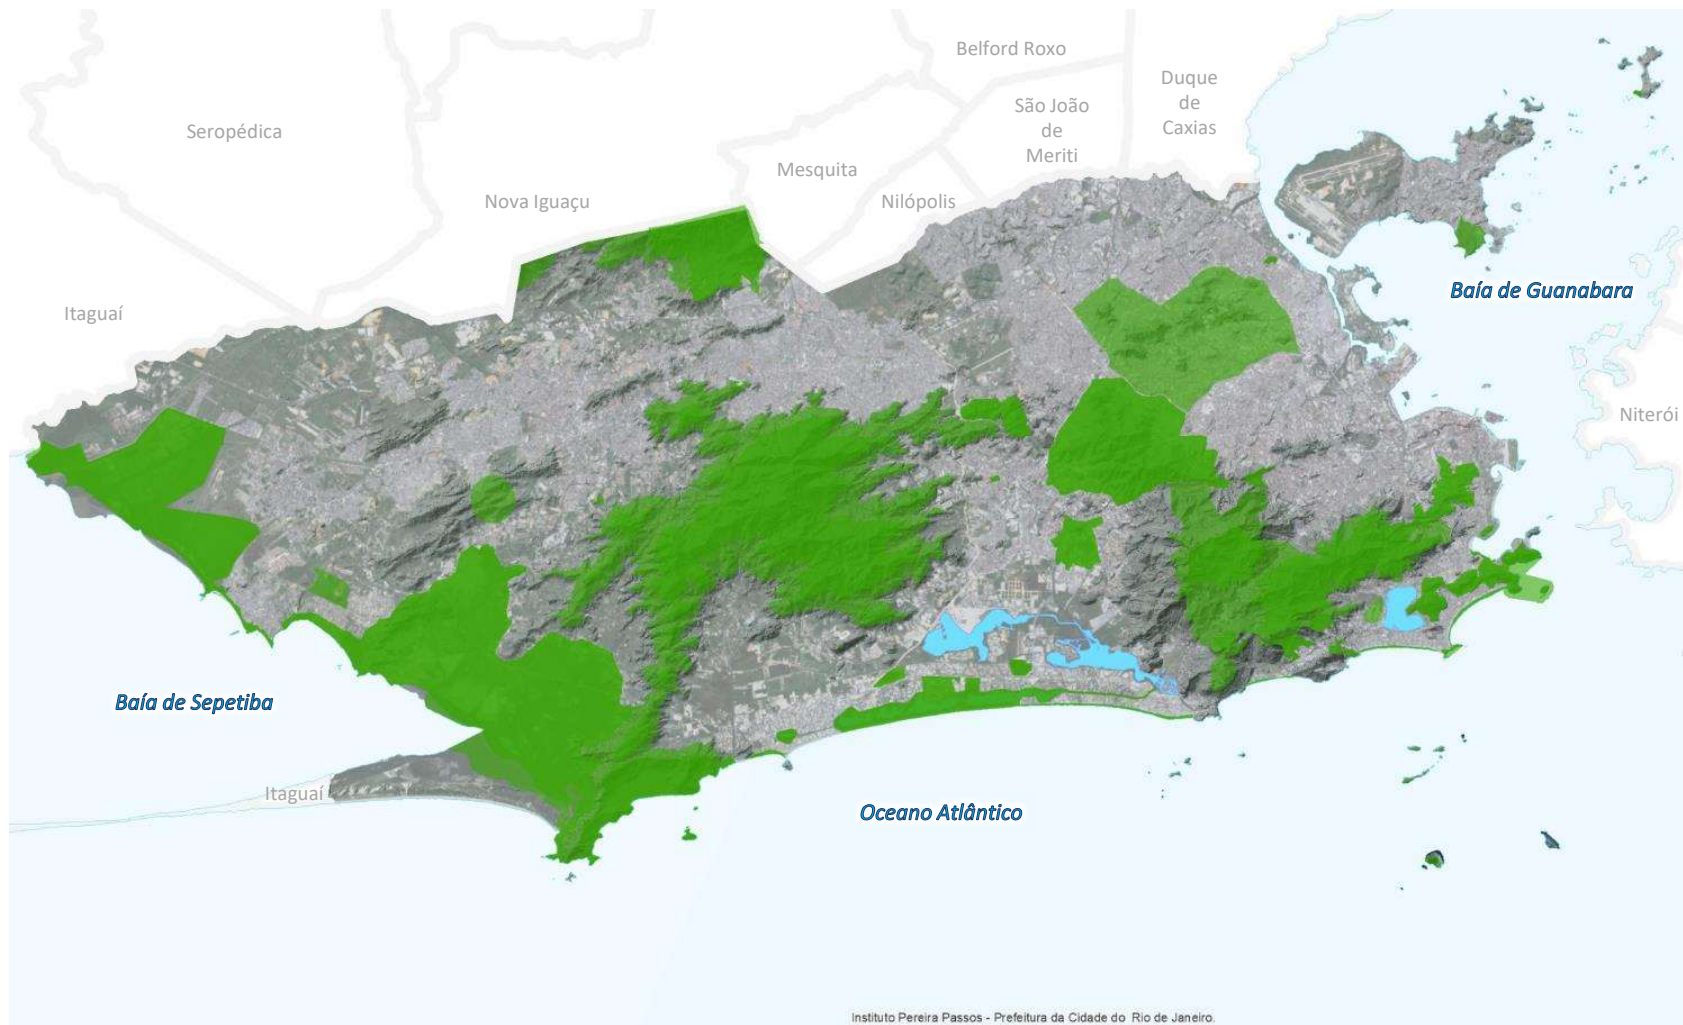 Belford Roxo
Duque
de
Caxias
São João
de
Meriti
Seropédica
Mesquita
Nova Iguaçu
Nilópolis
Baía de Guanabara
Itaguaí
Niterói
Baía de Sepetiba
Itaguaí
Oceano Atlântico
Instituto Pereira Passos - Prefeitura da Cidade do Rio de Janeiro.